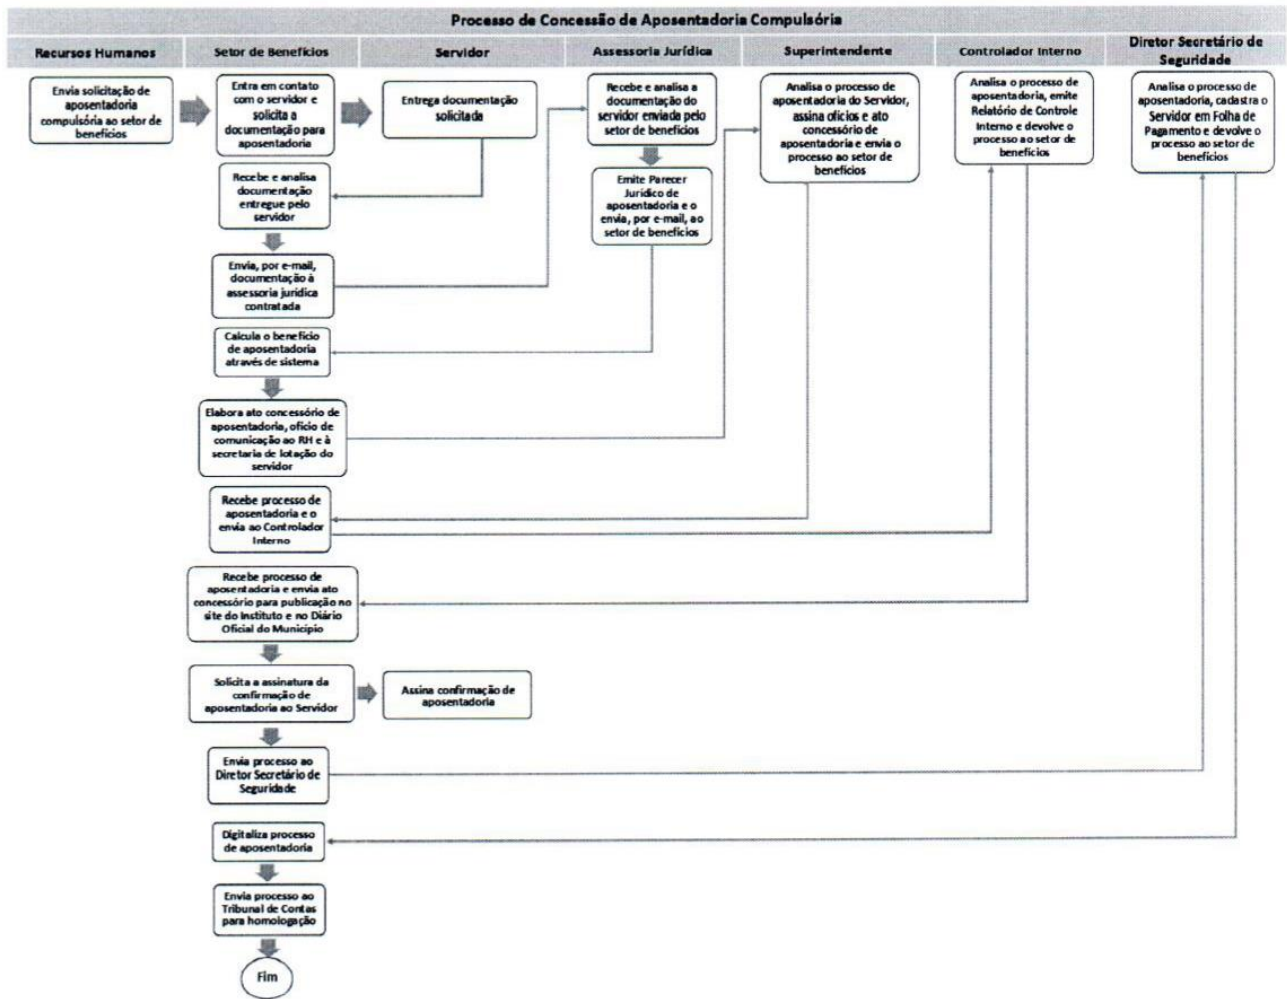 Processo de Concessão de Aposentadoria Compulsória
Recursos Humanos
Setor de Benefícios
Servidor
Assessoria Jurídica
Superintendente
Controlador Interno
Diretor Secretário de
Seguridade
Envia solicitação de
aposentadoria
compulsória ao setor de
benefícios
Entra em contato
com o servidor e
solicita a
documentação para
aposentadoria
Entrega documentação
solicitada
Recebe e analisa a
documentação do
servidor enviada pelo
setor de benefícios
Analisa o processo de
aposentadoria do Servidor,
assina ofícios e ato
concessório de
aposentadoria e envia o
processo ao setor de
benefícios
Analisa o processo de
aposentadoria, emite
Relatório de Controle
Interno e devolve o
processo ao setor de
benefícios
Analisa o processo de
aposentadoria, cadastra o
Servidor em Folha de
Pagamento e devolve o
processo ao setor de
benefícios
Recebe e analisa
documentação
entregue pelo
servidor
Emite Parecer
Jurídico de
aposentadoria e o
envia, por e-mail, ao
setor de benefícios
Envia, por e-mail,
documentação à
assessoria jurídica
contratada
Calcula o benefício
de aposentadoria
através de sistema
Elabora ato concessório de
aposentadoria, ofício de
comunicação ao RH e à
secretaria de lotação do
servidor
Recebe processo de
aposentadoria e o
envia ao Controlador
Interno
Recebe processo de
aposentadoria e envia ato
concessório para publicação no
site do Instituto e no Diário
Oficial do Município
Solicita a assinatura da
confirmação de
aposentadoria ao Servidor
Assina confirmação de
aposentadoria
Envia processo ao
Diretor Secretário de
Seguridade
Digitaliza processo
de aposentadoria
Envia processo ao
Tribunal de Contas
para homologação
Fim